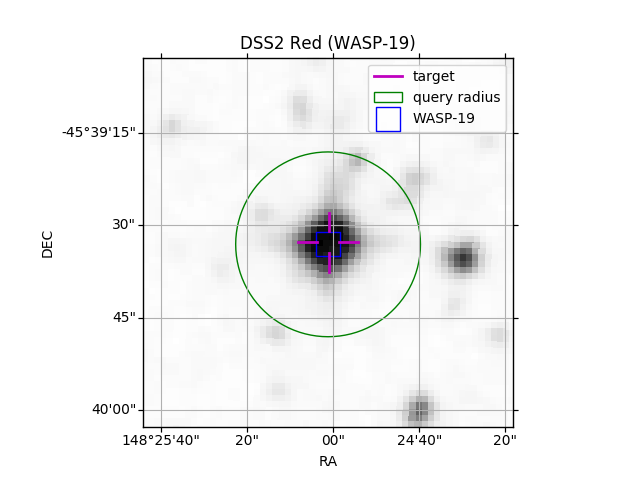 DSS2 Red (WASP-19)
target
query radius
WASP-19
-45°39'15"
30"
45"
40'00"
DEC
148°25'40" 20" 00" 24'40" 20"
RA